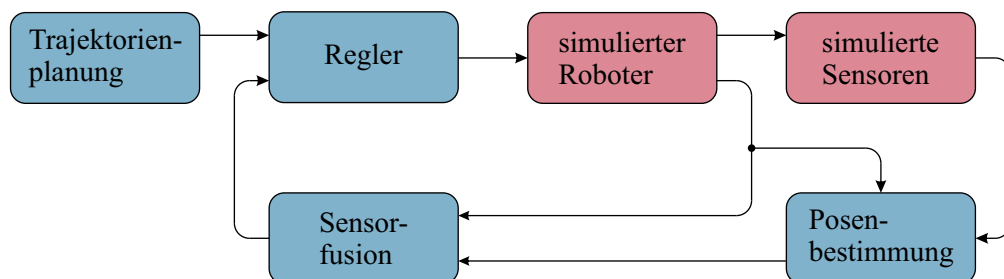 Trajektorien-
planung
Regler
simulierter
Roboter
simulierte
Sensoren
Sensor-
fusion
Posen-
bestimmung